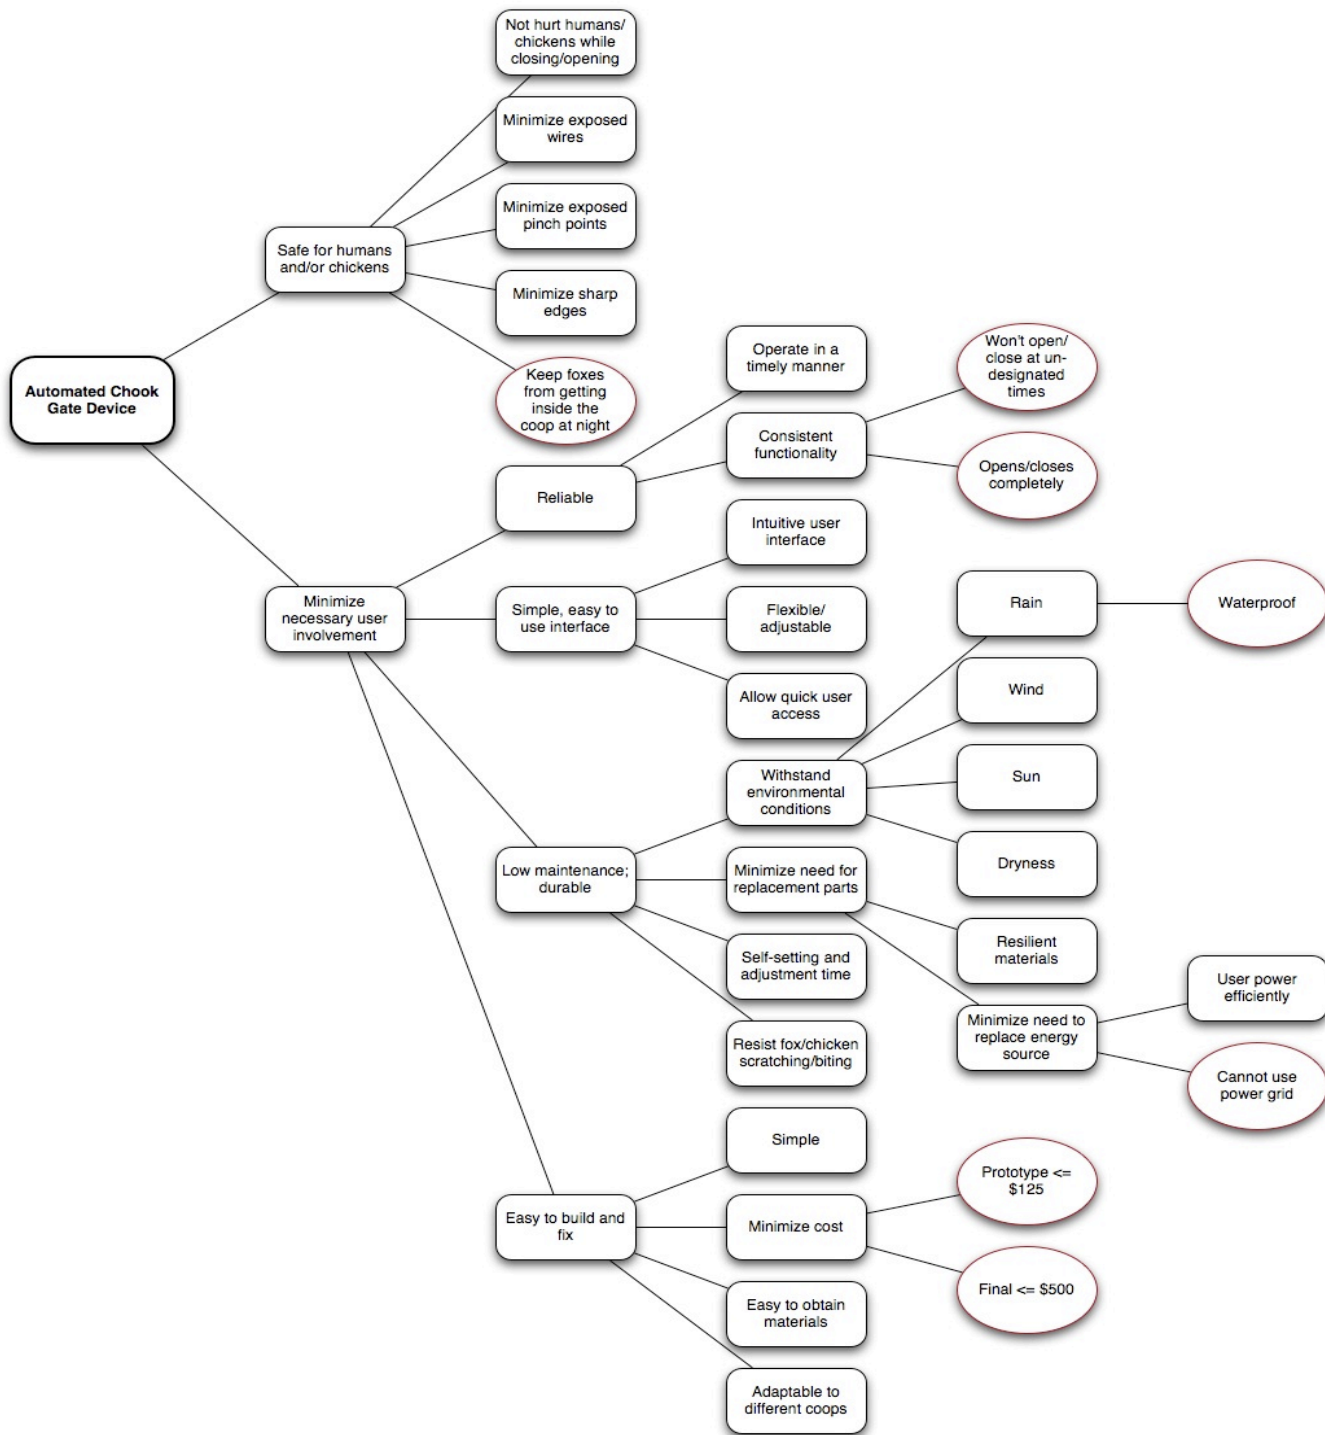 Not hurt humans/
chickens while
closing/opening
Minimize exposed
wires
Minimize exposed
pinch points
Safe for humans
and/or chickens
Minimize sharp
edges
Keep foxes
from getting
inside the
coop at night
Automated Chook
Gate Device
Operate in a
timely manner
Won't open/
close at un-
designated
times
Consistent
functionality
Opens/closes
completely
Reliable
Intuitive user
interface
Minimize
necessary user
involvement
Simple, easy to
use interface
Flexible/
adjustable
Rain
Waterproof
Allow quick user
access
Wind
Withstand
environmental
conditions
Sun
Low maintenance;
durable
Minimize need for
replacement parts
Dryness
Self-setting and
adjustment time
Resilient
materials
User power
efficiently
Resist fox/chicken
scratching/biting
Minimize need to
replace energy
source
Cannot use
power grid
Simple
Prototype <=
$125
Easy to build and
fix
Minimize cost
Final <= $500
Easy to obtain
materials
Adaptable to
different coops